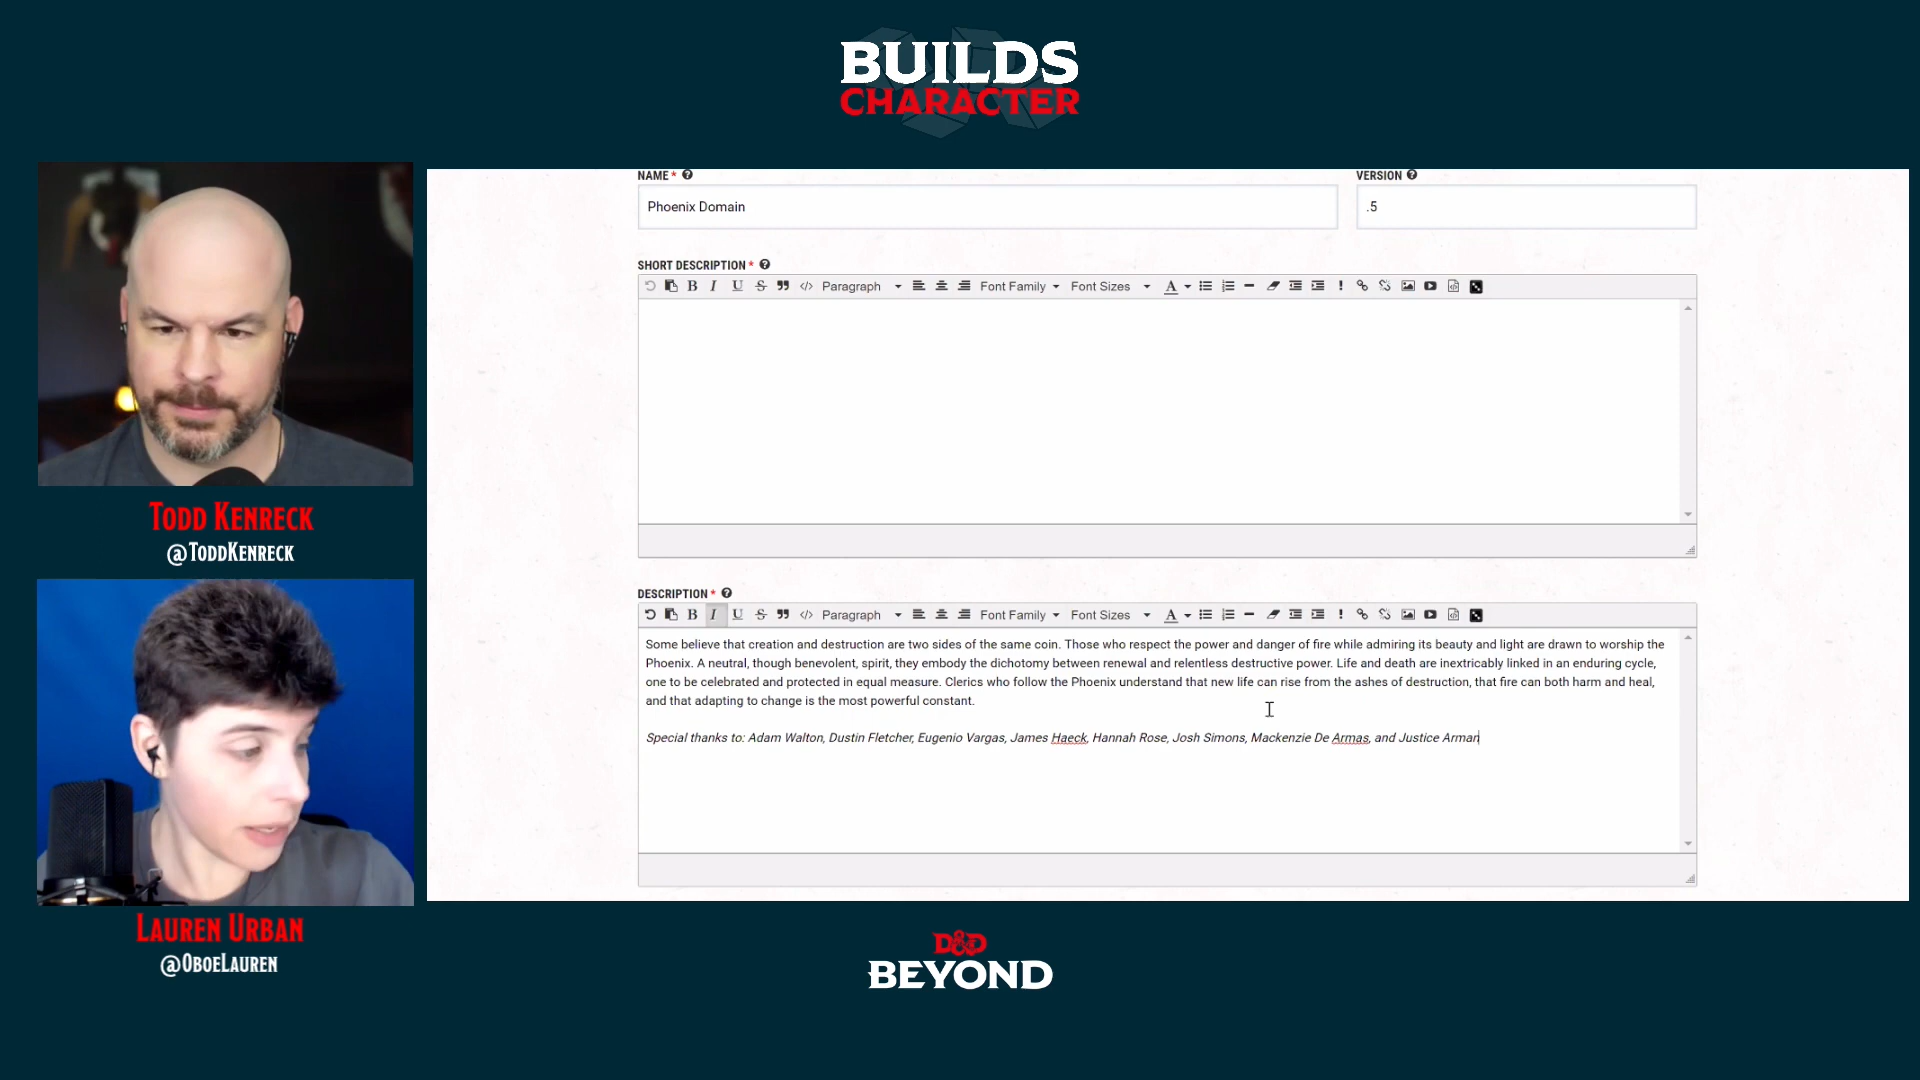 BUILDS
CHARACTER
NAME *
VERSION
Phoenix Domain
.5
SHORT DESCRIPTION *
Paragraph Font Family Font Sizes
DESCRIPTION *
Paragraph Font Family Font Sizes
Some believe that creation and destruction are two sides of the same coin. Those who respect the power and danger of fire while admiring its beauty and light are drawn to worship the
Phoenix. A neutral, though benevolent, spirit, they embody the dichotomy between renewal and relentless destructive power. Life and death are inextricably linked in an enduring cycle,
one to be celebrated and protected in equal measure. Clerics who follow the Phoenix understand that new life can rise from the ashes of destruction, that fire can both harm and heal,
and that adapting to change is the most powerful constant.
Special thanks to: Adam Walton, Dustin Fletcher, Eugenio Vargas, James Haeck, Hannah Rose, Josh Simons, Mackenzie De Armas, and Justice Arman
TODD KENRECK
@TODDKENRECK
LAUREN URBAN
@OBOELAUREN
D&D
BEYOND